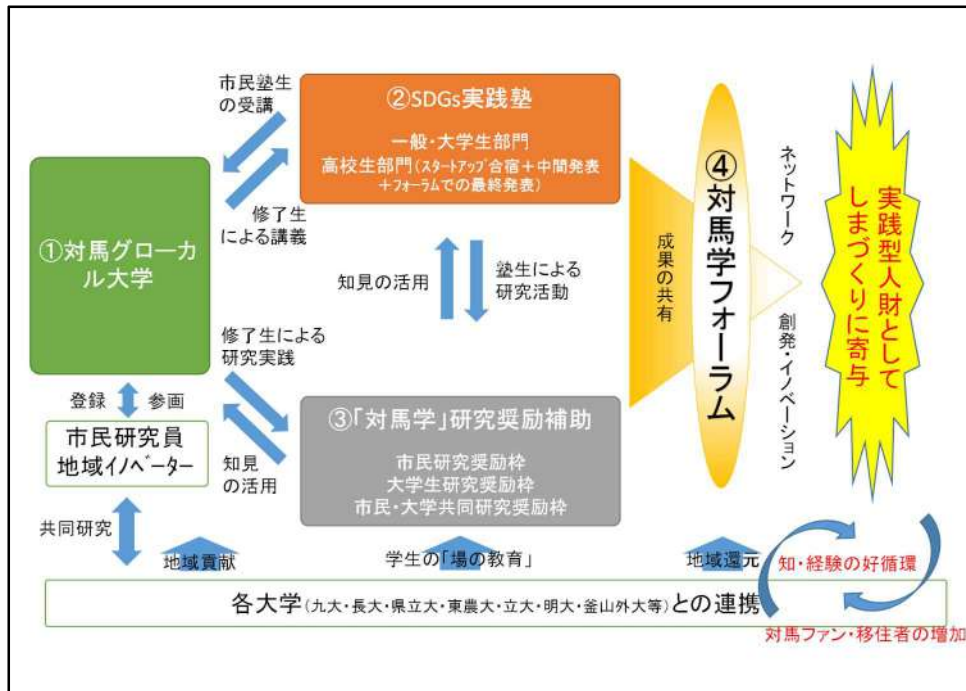 市民塾生
の受講
②SDGs実践塾
一般・大学生部門
高校生部門(ｽﾀｰﾄｱｯﾌﾟ合宿＋中間発表
＋フォーラムでの最終発表)
①対馬グローカ
ル大学
修了生
による講義
知見の活用
塾生による
研究活動
修了生による
研究実践
登録
参画
市民研究員
地域ｲﾉﾍﾞｰﾀｰ
知見
の活用
③「対馬学」研究奨励補助
市民研究奨励枠
大学生研究奨励枠
市民・大学共同研究奨励枠
成果の共有
④対馬学フォーラム
ネットワーク
創発・イノベーション
実践型人財として
しまづくりに寄与
共同研究
地域貢献
学生の「場の教育」
地域還元
知・経験の好循環
各大学(九大・長大・県立大・東農大・立大・明大・釜山外大等)との連携
対馬ファン・移住者の増加